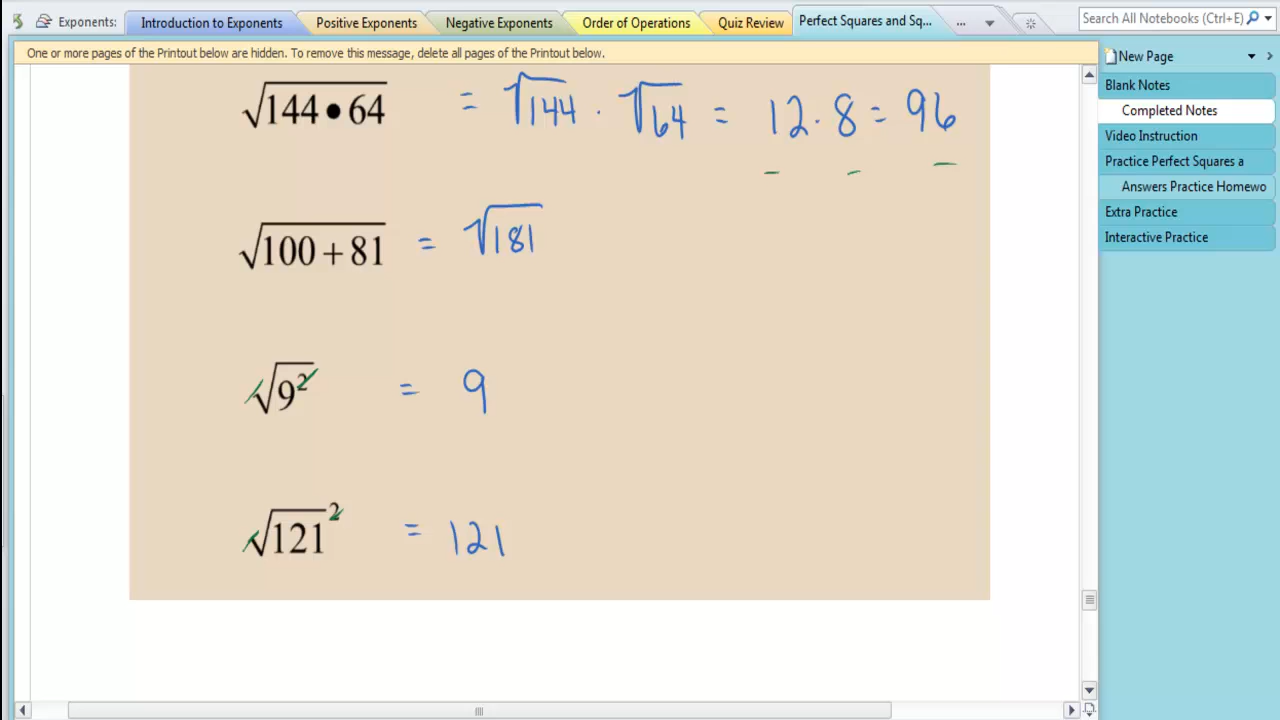 Exponents: Introduction to Exponents Positive Exponents Negative Exponents Order of Operations Quiz Review Perfect Squares and Sq... ... Search All Notebooks (Ctrl+E)
One or more pages of the Printout below are hidden. To remove this message, delete all pages of the Printout below.
√144•64 = √144 · √64 = 12 · 8 = 96
√100+81 = √181
√9² = 9
√121² = 121
New Page
Blank Notes
Completed Notes
Video Instruction
Practice Perfect Squares a
Answers Practice Homewo
Extra Practice
Interactive Practice